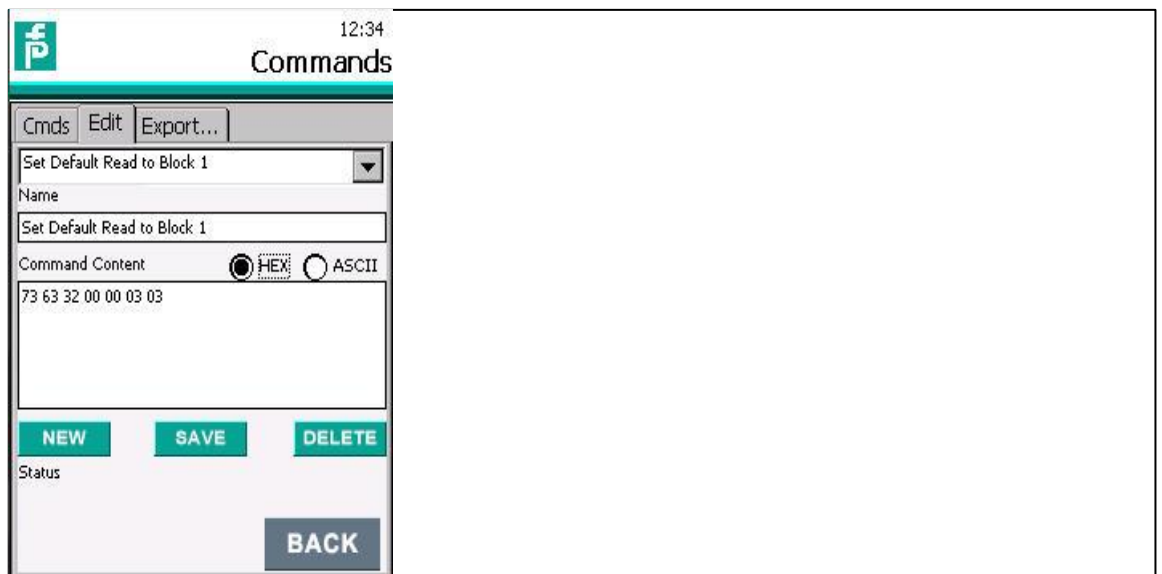 12:34
Commands
Cmds Edit Export...
Set Default Read to Block 1
Name
Set Default Read to Block 1
Command Content HEX ASCII
73 63 32 00 00 03 03
NEW SAVE DELETE
Status
BACK